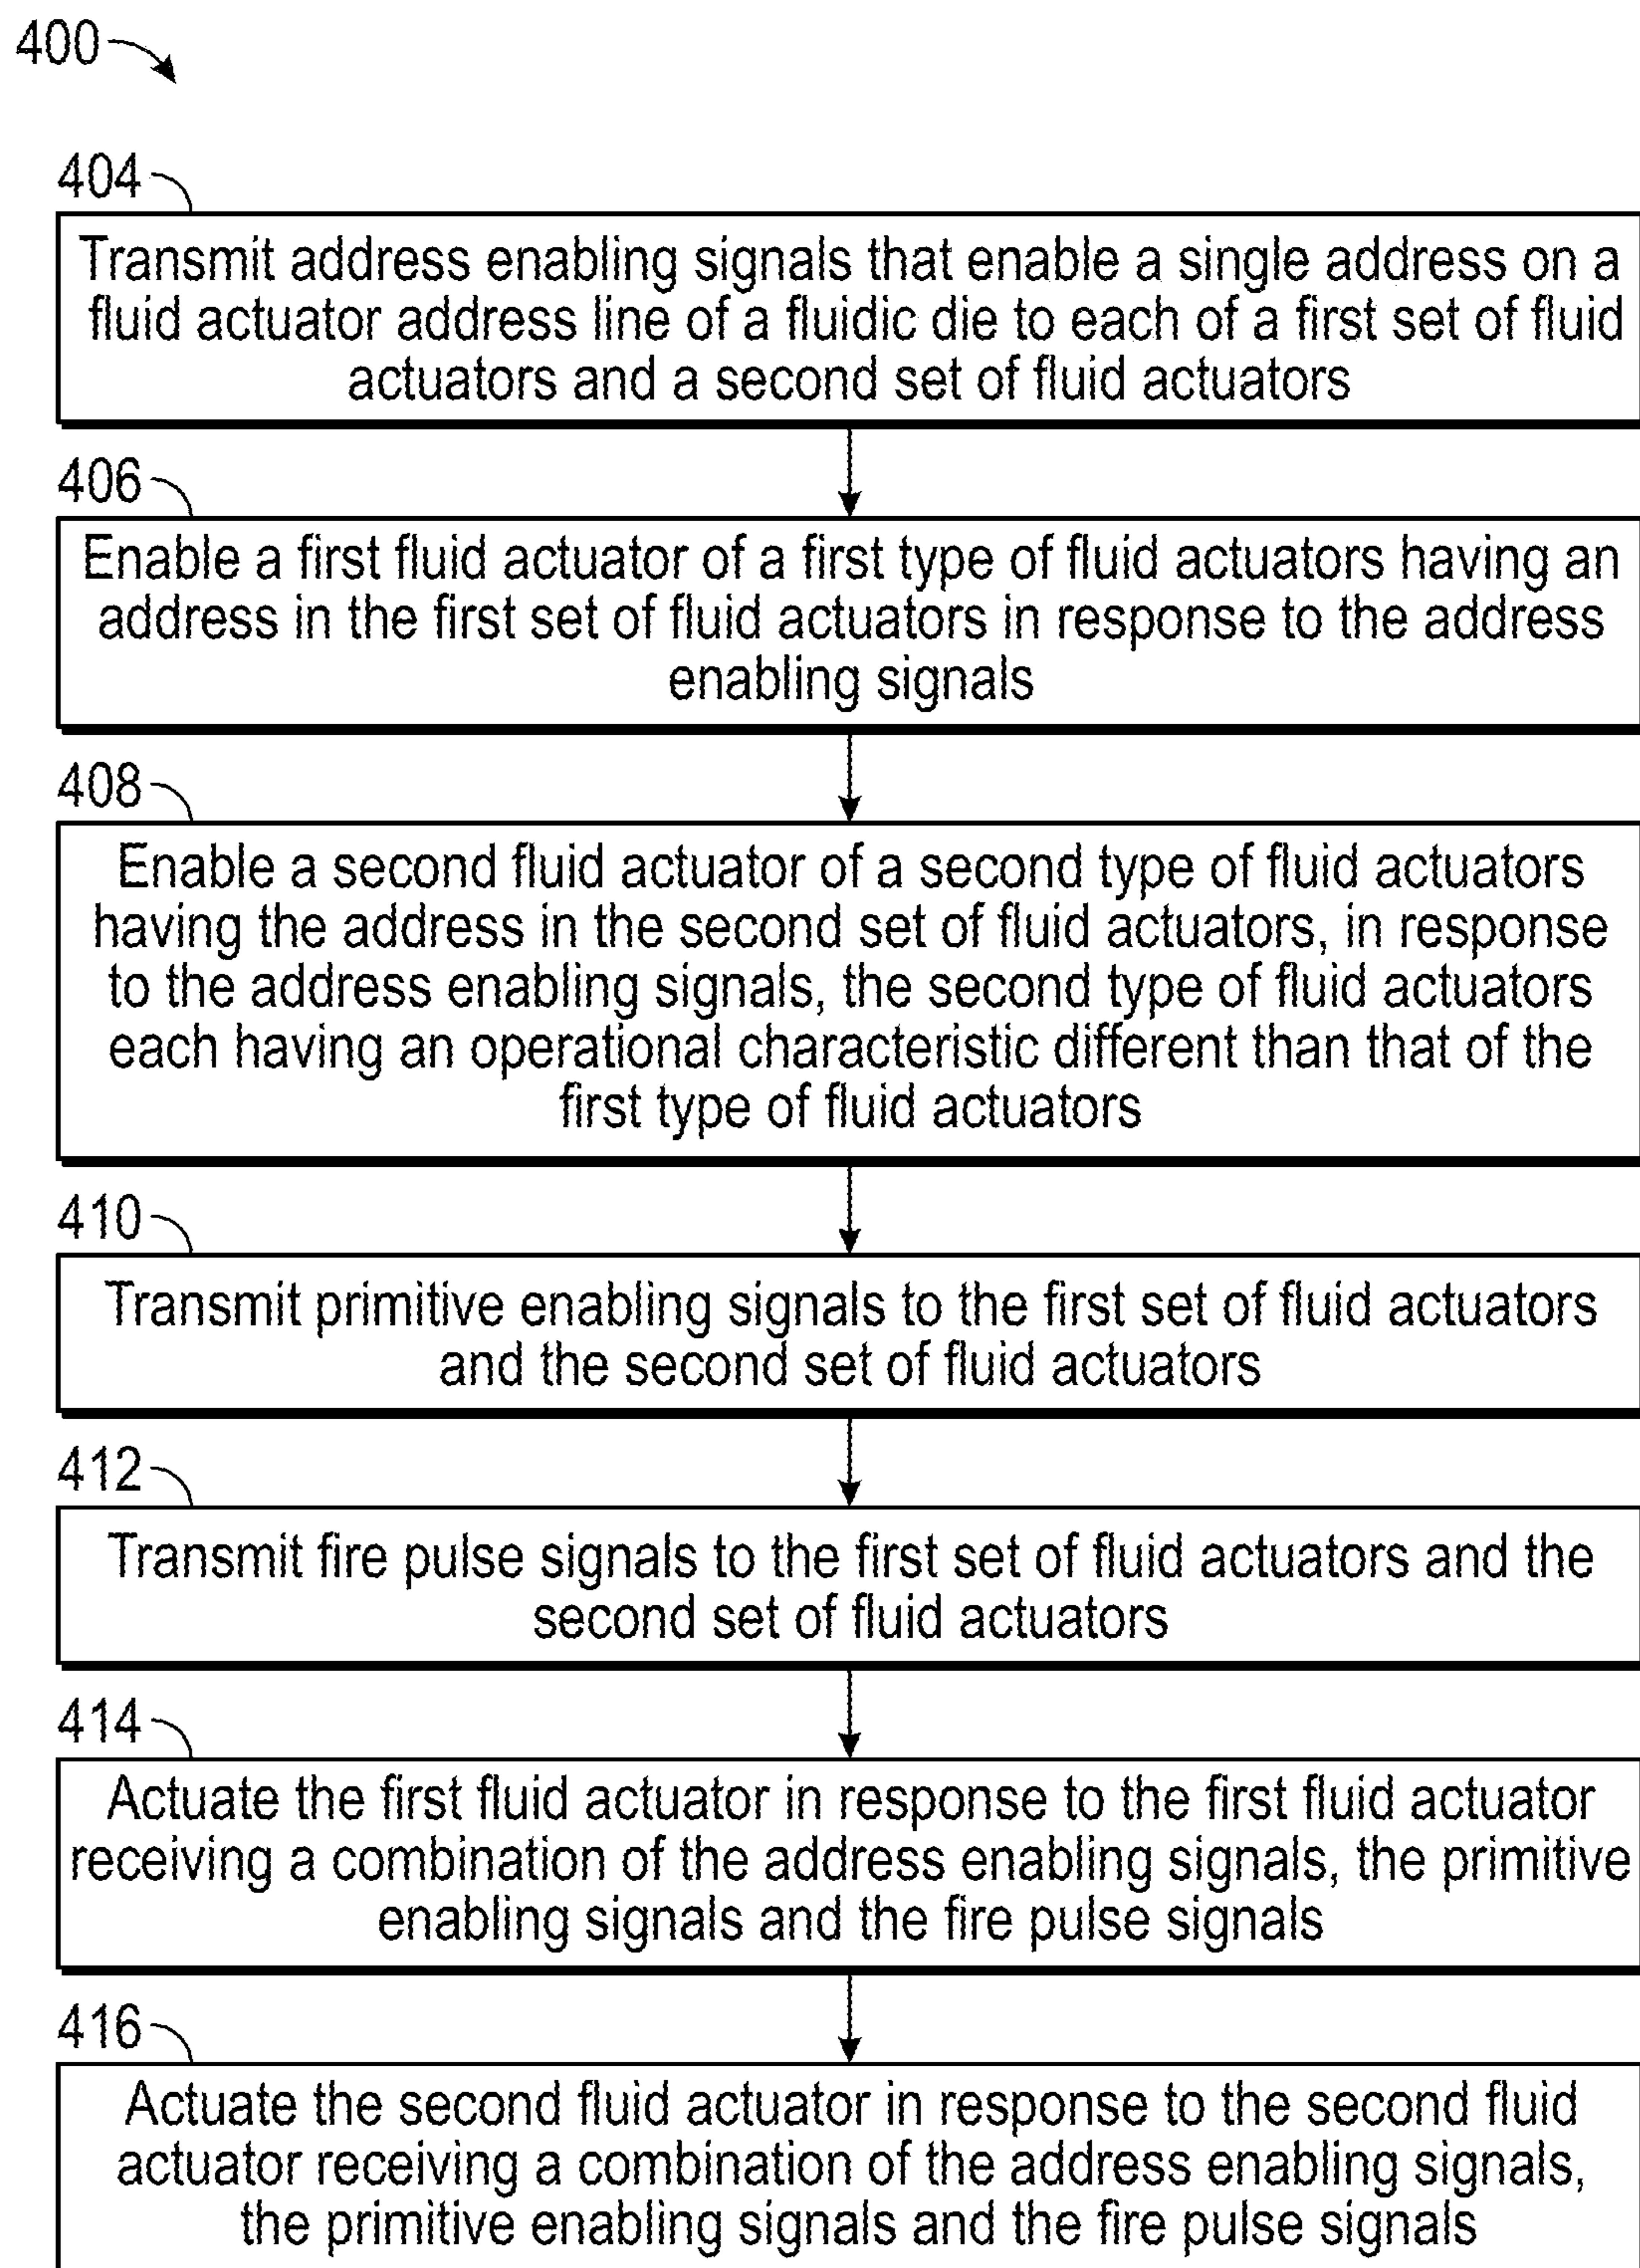 400
404
Transmit address enabling signals that enable a single address on a
fluid actuator address line of a fluidic die to each of a first set of fluid
actuators and a second set of fluid actuators
406
Enable a first fluid actuator of a first type of fluid actuators having an
address in the first set of fluid actuators in response to the address
enabling signals
408
Enable a second fluid actuator of a second type of fluid actuators
having the address in the second set of fluid actuators, in response
to the address enabling signals, the second type of fluid actuators
each having an operational characteristic different than that of the
first type of fluid actuators
410
Transmit primitive enabling signals to the first set of fluid actuators
and the second set of fluid actuators
412
Transmit fire pulse signals to the first set of fluid actuators and the
second set of fluid actuators
414
Actuate the first fluid actuator in response to the first fluid actuator
receiving a combination of the address enabling signals, the primitive
enabling signals and the fire pulse signals
416
Actuate the second fluid actuator in response to the second fluid
actuator receiving a combination of the address enabling signals,
the primitive enabling signals and the fire pulse signals